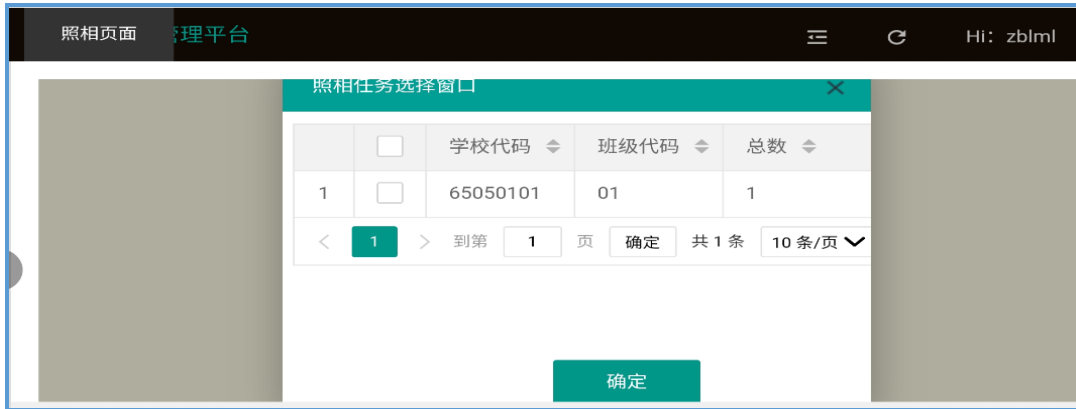 照相页面 管理平台 Hi: zblml
照相任务选择窗口
学校代码 班级代码 总数
1 65050101 01 1
1 到第 1 页 确定 共 1 条 10 条/页
确定